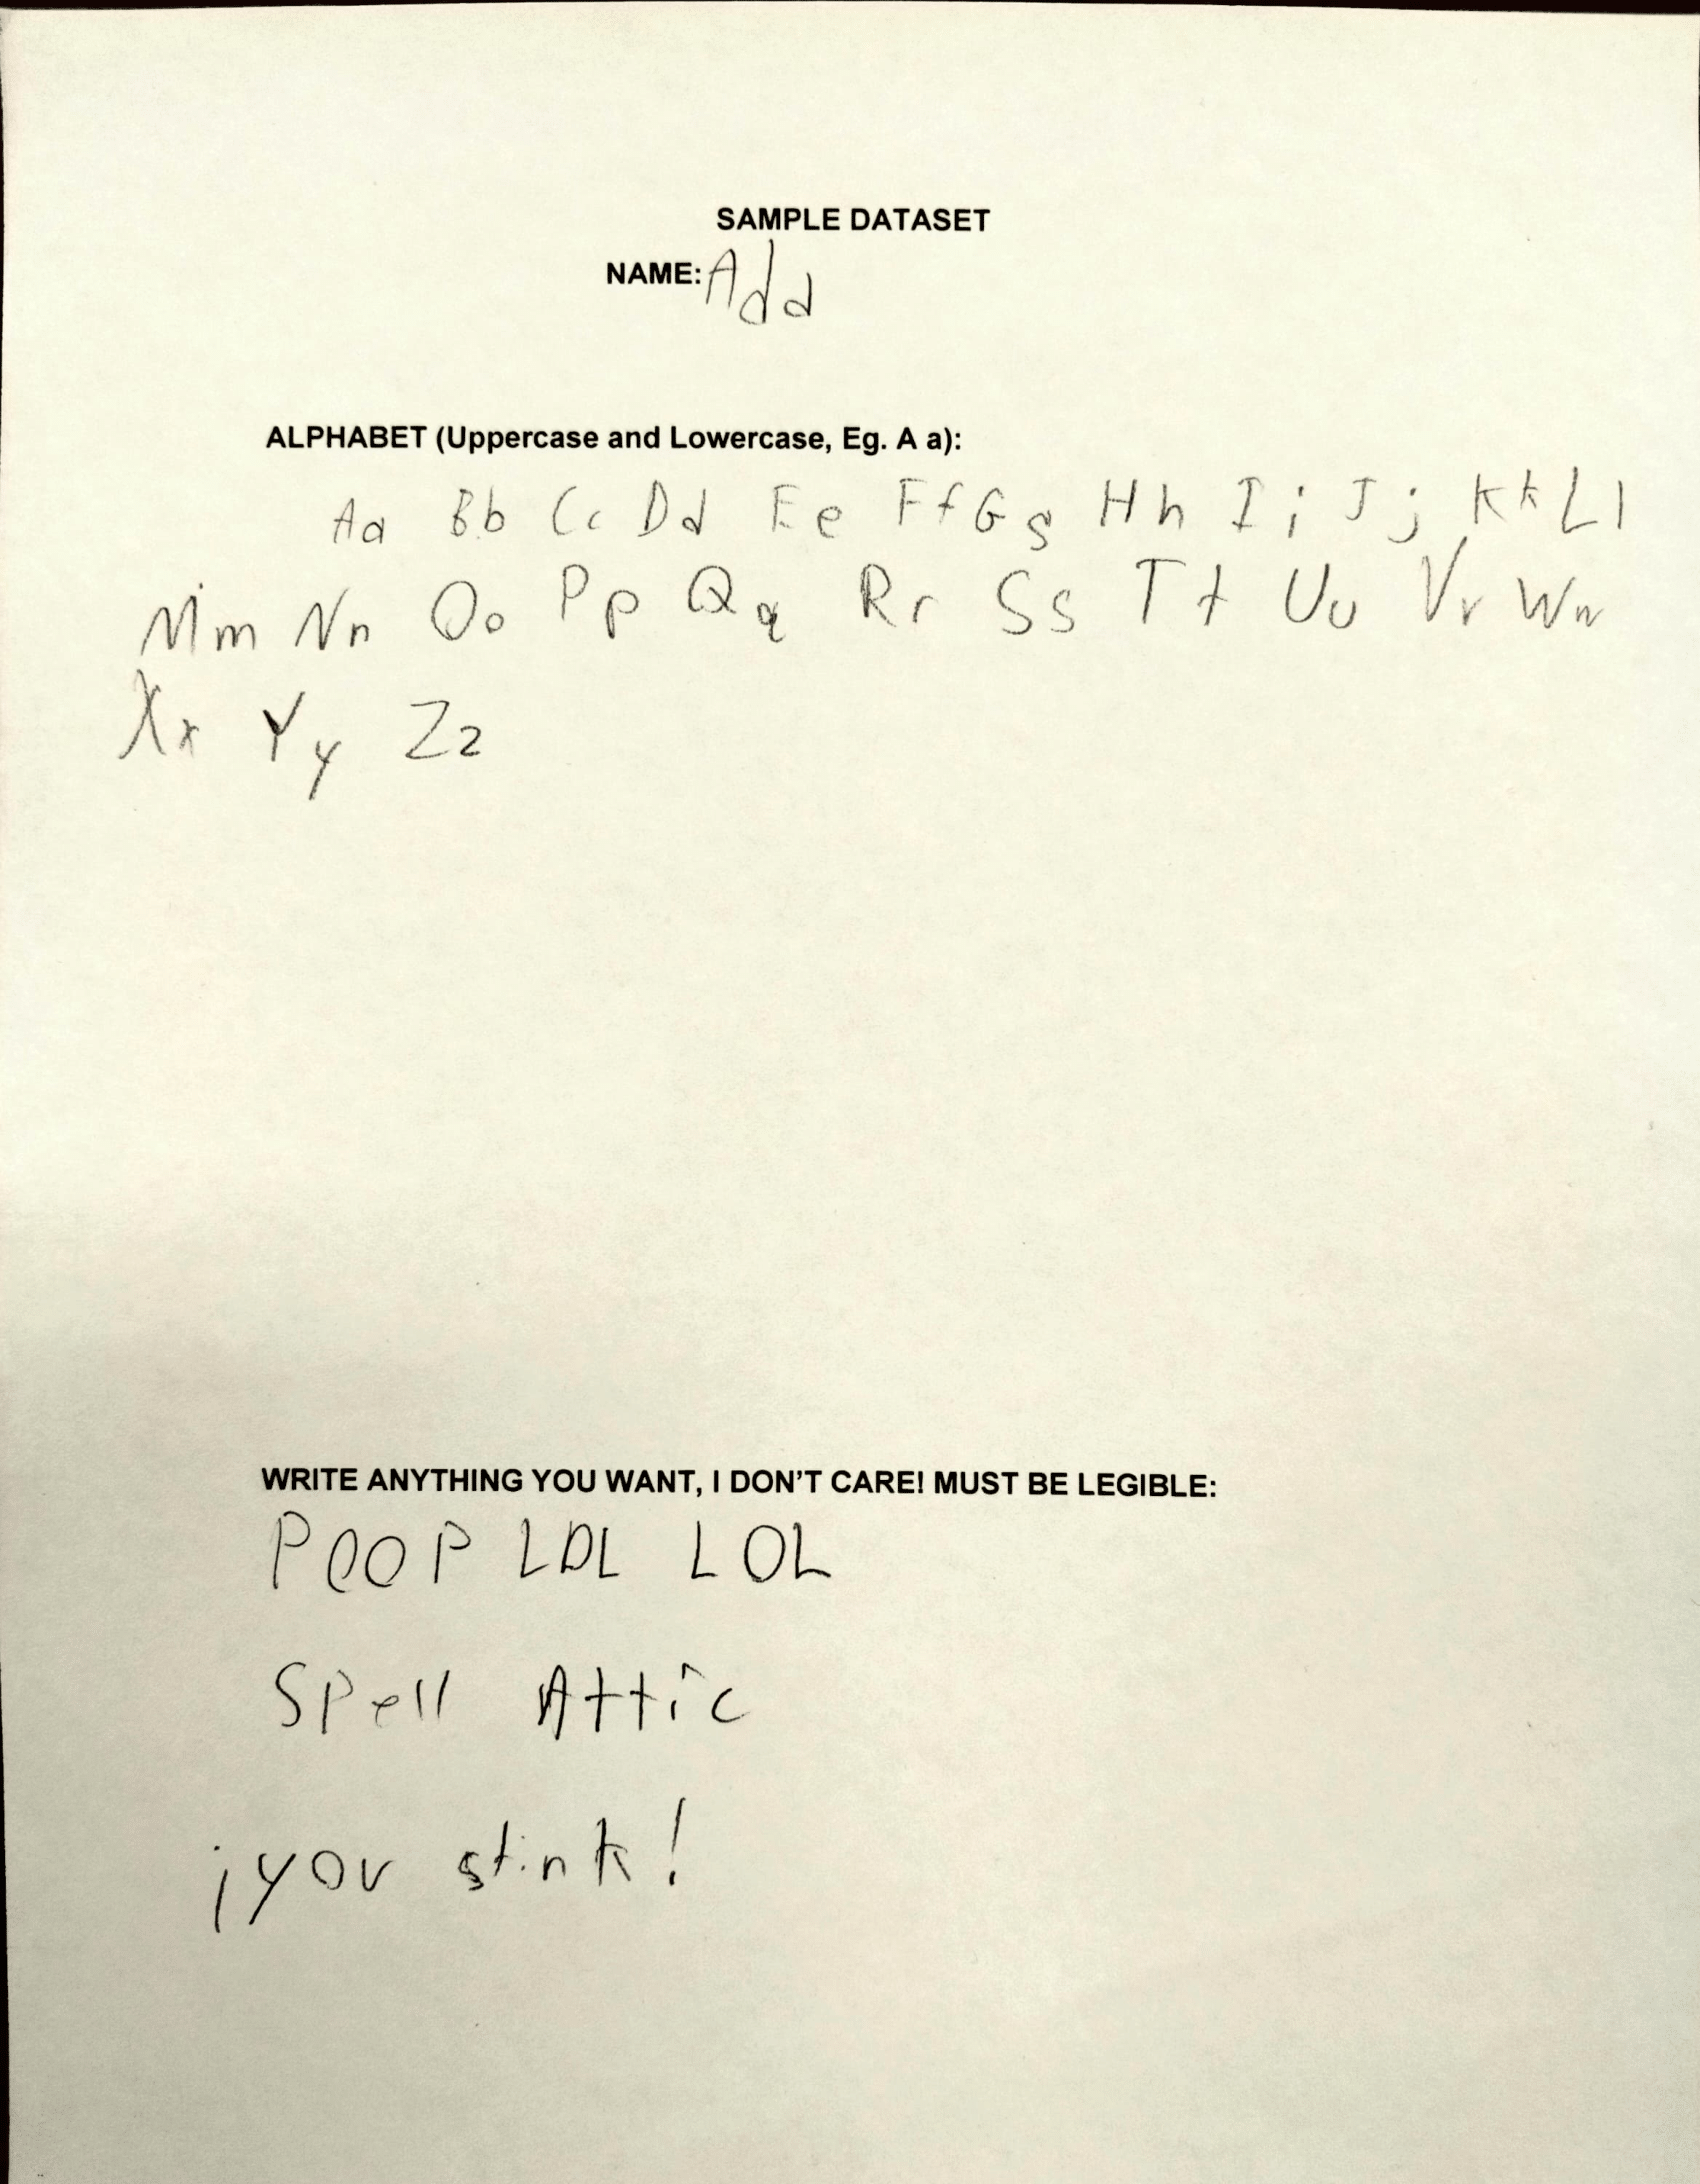 SAMPLE DATASET
NAME: Add
ALPHABET (Uppercase and Lowercase, Eg. A a):
Aa Bb Cc Dd Ee Ff Gg Hh Ii Jj Kk Ll
Mm Nn Oo Pp Qq Rr Ss Tt Uu Vv Ww
Xx Yy Zz
WRITE ANYTHING YOU WANT, I DON'T CARE! MUST BE LEGIBLE:
POOP LOL LOL
Spell Attic
¡you stink!